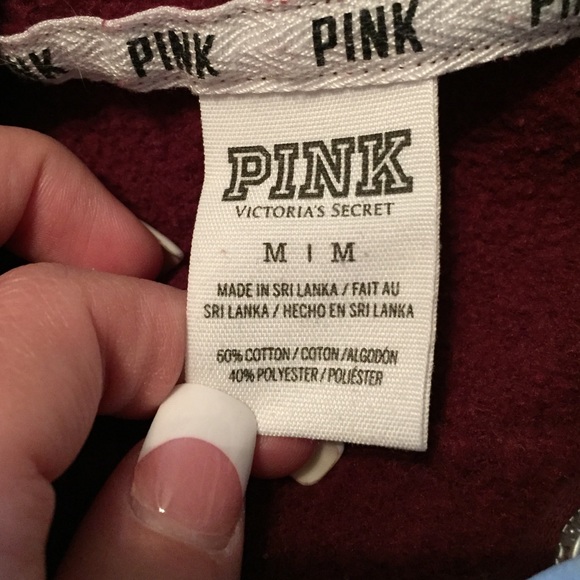 PINK PINK
PINK
VICTORIA'S SECRET
M | M
MADE IN SRI LANKA / FAIT AU
SRI LANKA / HECHO EN SRI LANKA
60% COTTON / COTON /ALGODÓN
40% POLYESTER / POLIÉSTER